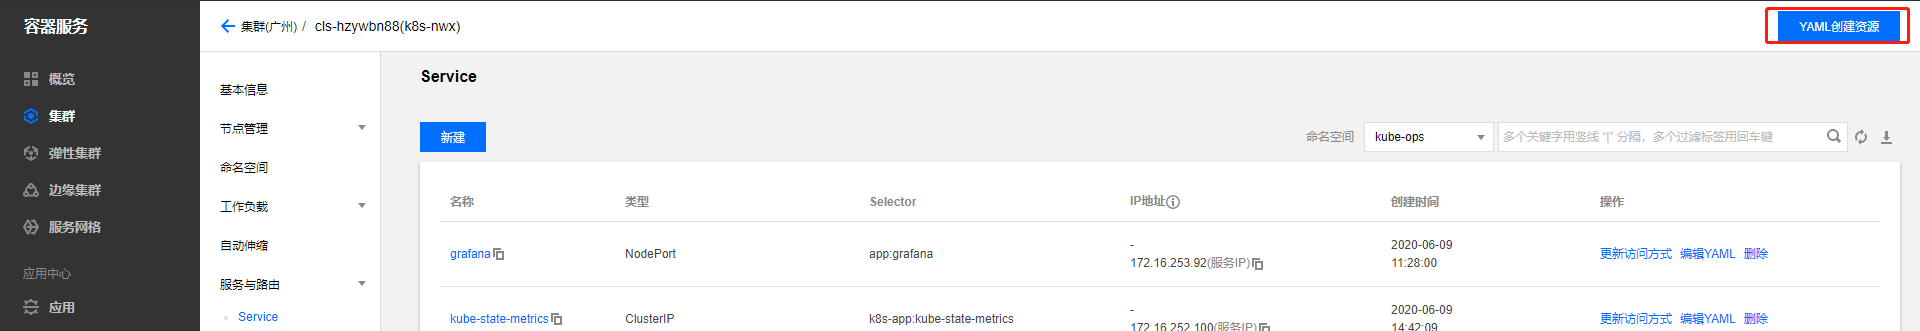 容器服务
集群(广州) / cls-hzywbn88(k8s-nwx)
YAML创建资源
概览
集群
弹性集群
边缘集群
服务网格
应用中心
应用
基本信息
节点管理
命名空间
工作负载
自动伸缩
服务与路由
Service
Service
新建
命名空间 kube-ops 多个关键字用竖线 "|" 分隔，多个过滤标签用回车键
名称 类型 Selector IP地址 创建时间 操作
grafana NodePort app:grafana - 172.16.253.92(服务IP) 2020-06-09 11:28:00 更新访问方式 编辑YAML 删除
kube-state-metrics ClusterIP k8s-app:kube-state-metrics - 172.16.252.100(服务IP) 2020-06-09 14:42:09 更新访问方式 编辑YAML 删除